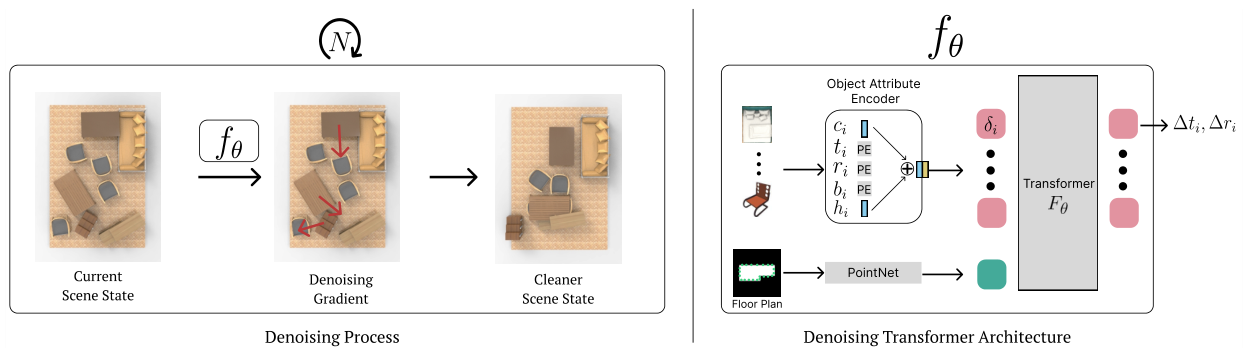 N
f_θ
Current
Scene State
Denoising
Gradient
Cleaner
Scene State
Denoising Process
f_θ
Object Attribute
Encoder
c_i
t_i PE
r_i PE
b_i PE
h_i
δ_i
Transformer
F_θ
Δt_i, Δr_i
PointNet
Floor Plan
Denoising Transformer Architecture